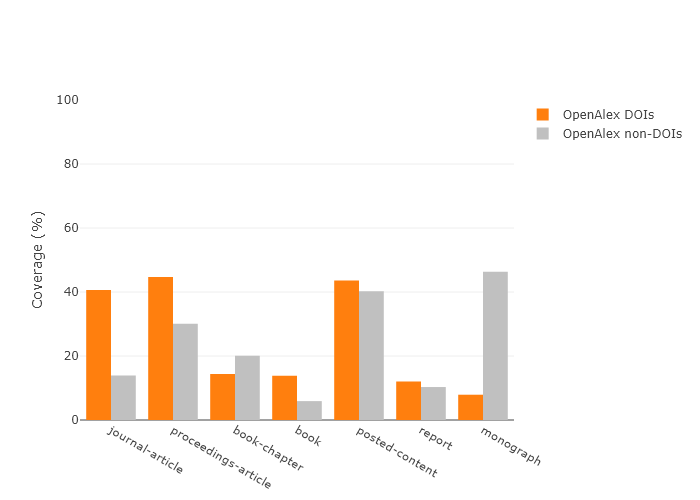 100
80
60
40
20
0
Coverage (%)
OpenAlex DOIs
OpenAlex non-DOIs
journal-article
proceedings-article
book-chapter
book
posted-content
report
monograph